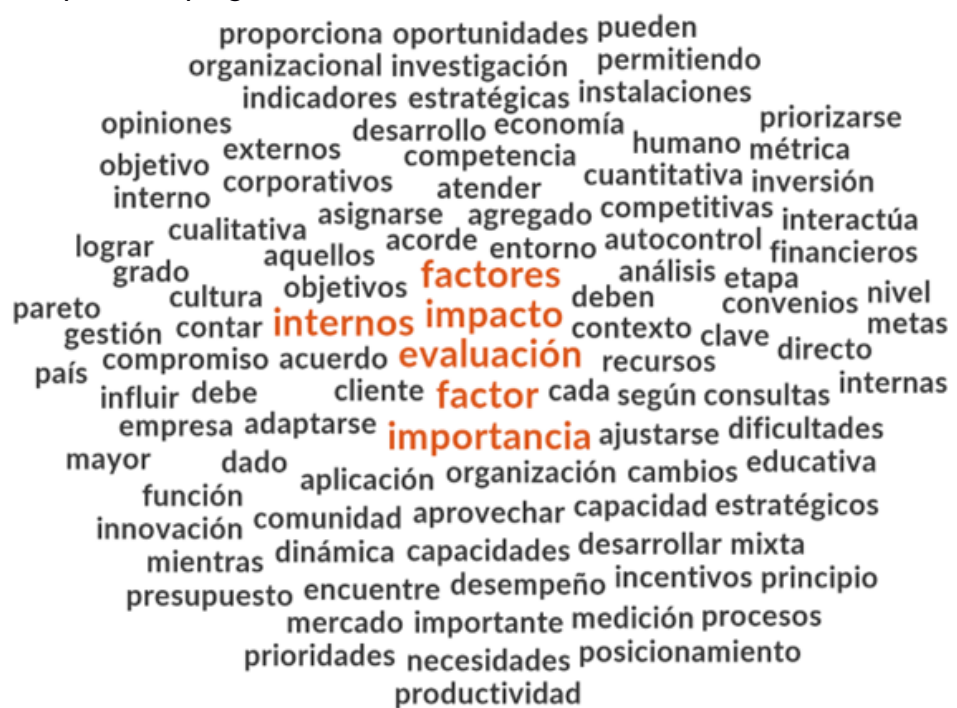 proporciona oportunidades pueden
organizacional investigación permitiendo
indicadores estratégicas instalaciones
opiniones desarrollo economía priorizarse
objetivo externos competencia humano métrica
interno corporativos atender cuantitativa inversión
cualitativa asignarse agregado competitivas interactúa
lograr aquellos acorde entorno autocontrol financieros
grado cultura objetivos factores análisis etapa
pareto gestión contar internos impacto deben contexto clave convenios nivel metas
país compromiso acuerdo evaluación recursos directo
influir debe cliente factor cada según consultas internas
empresa adaptarse importancia ajustarse dificultades
mayor dado aplicación organización cambios educativa
función comunidad aprovechar capacidad estratégicos
innovación mientras dinámica capacidades desarrollar mixta
presupuesto encuentre desempeño incentivos principio
mercado importante medición procesos
prioridades necesidades posicionamiento
productividad